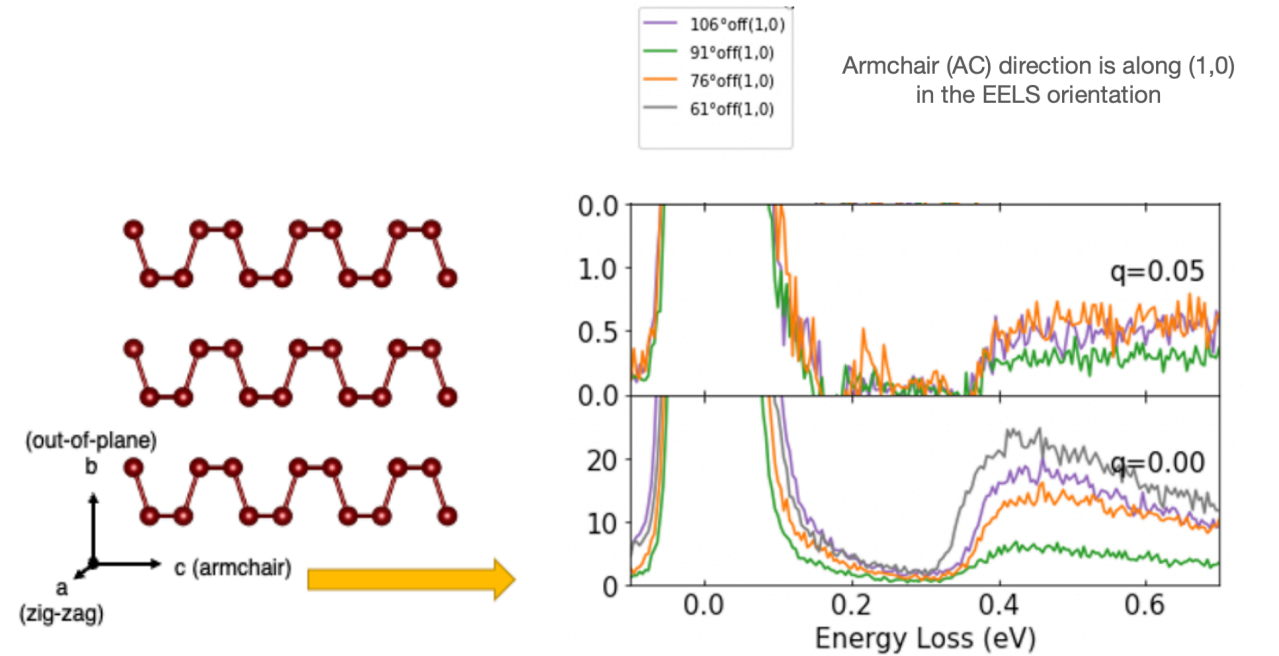 106°off(1,0)
91°off(1,0)
76°off(1,0)
61°off(1,0)
Armchair (AC) direction is along (1,0)
in the EELS orientation
(out-of-plane)
b
c (armchair)
a
(zig-zag)
0.0
1.0
0.5
0.0
q=0.05
20
10
0
q=0.00
0.0
0.2
0.4
0.6
Energy Loss (eV)